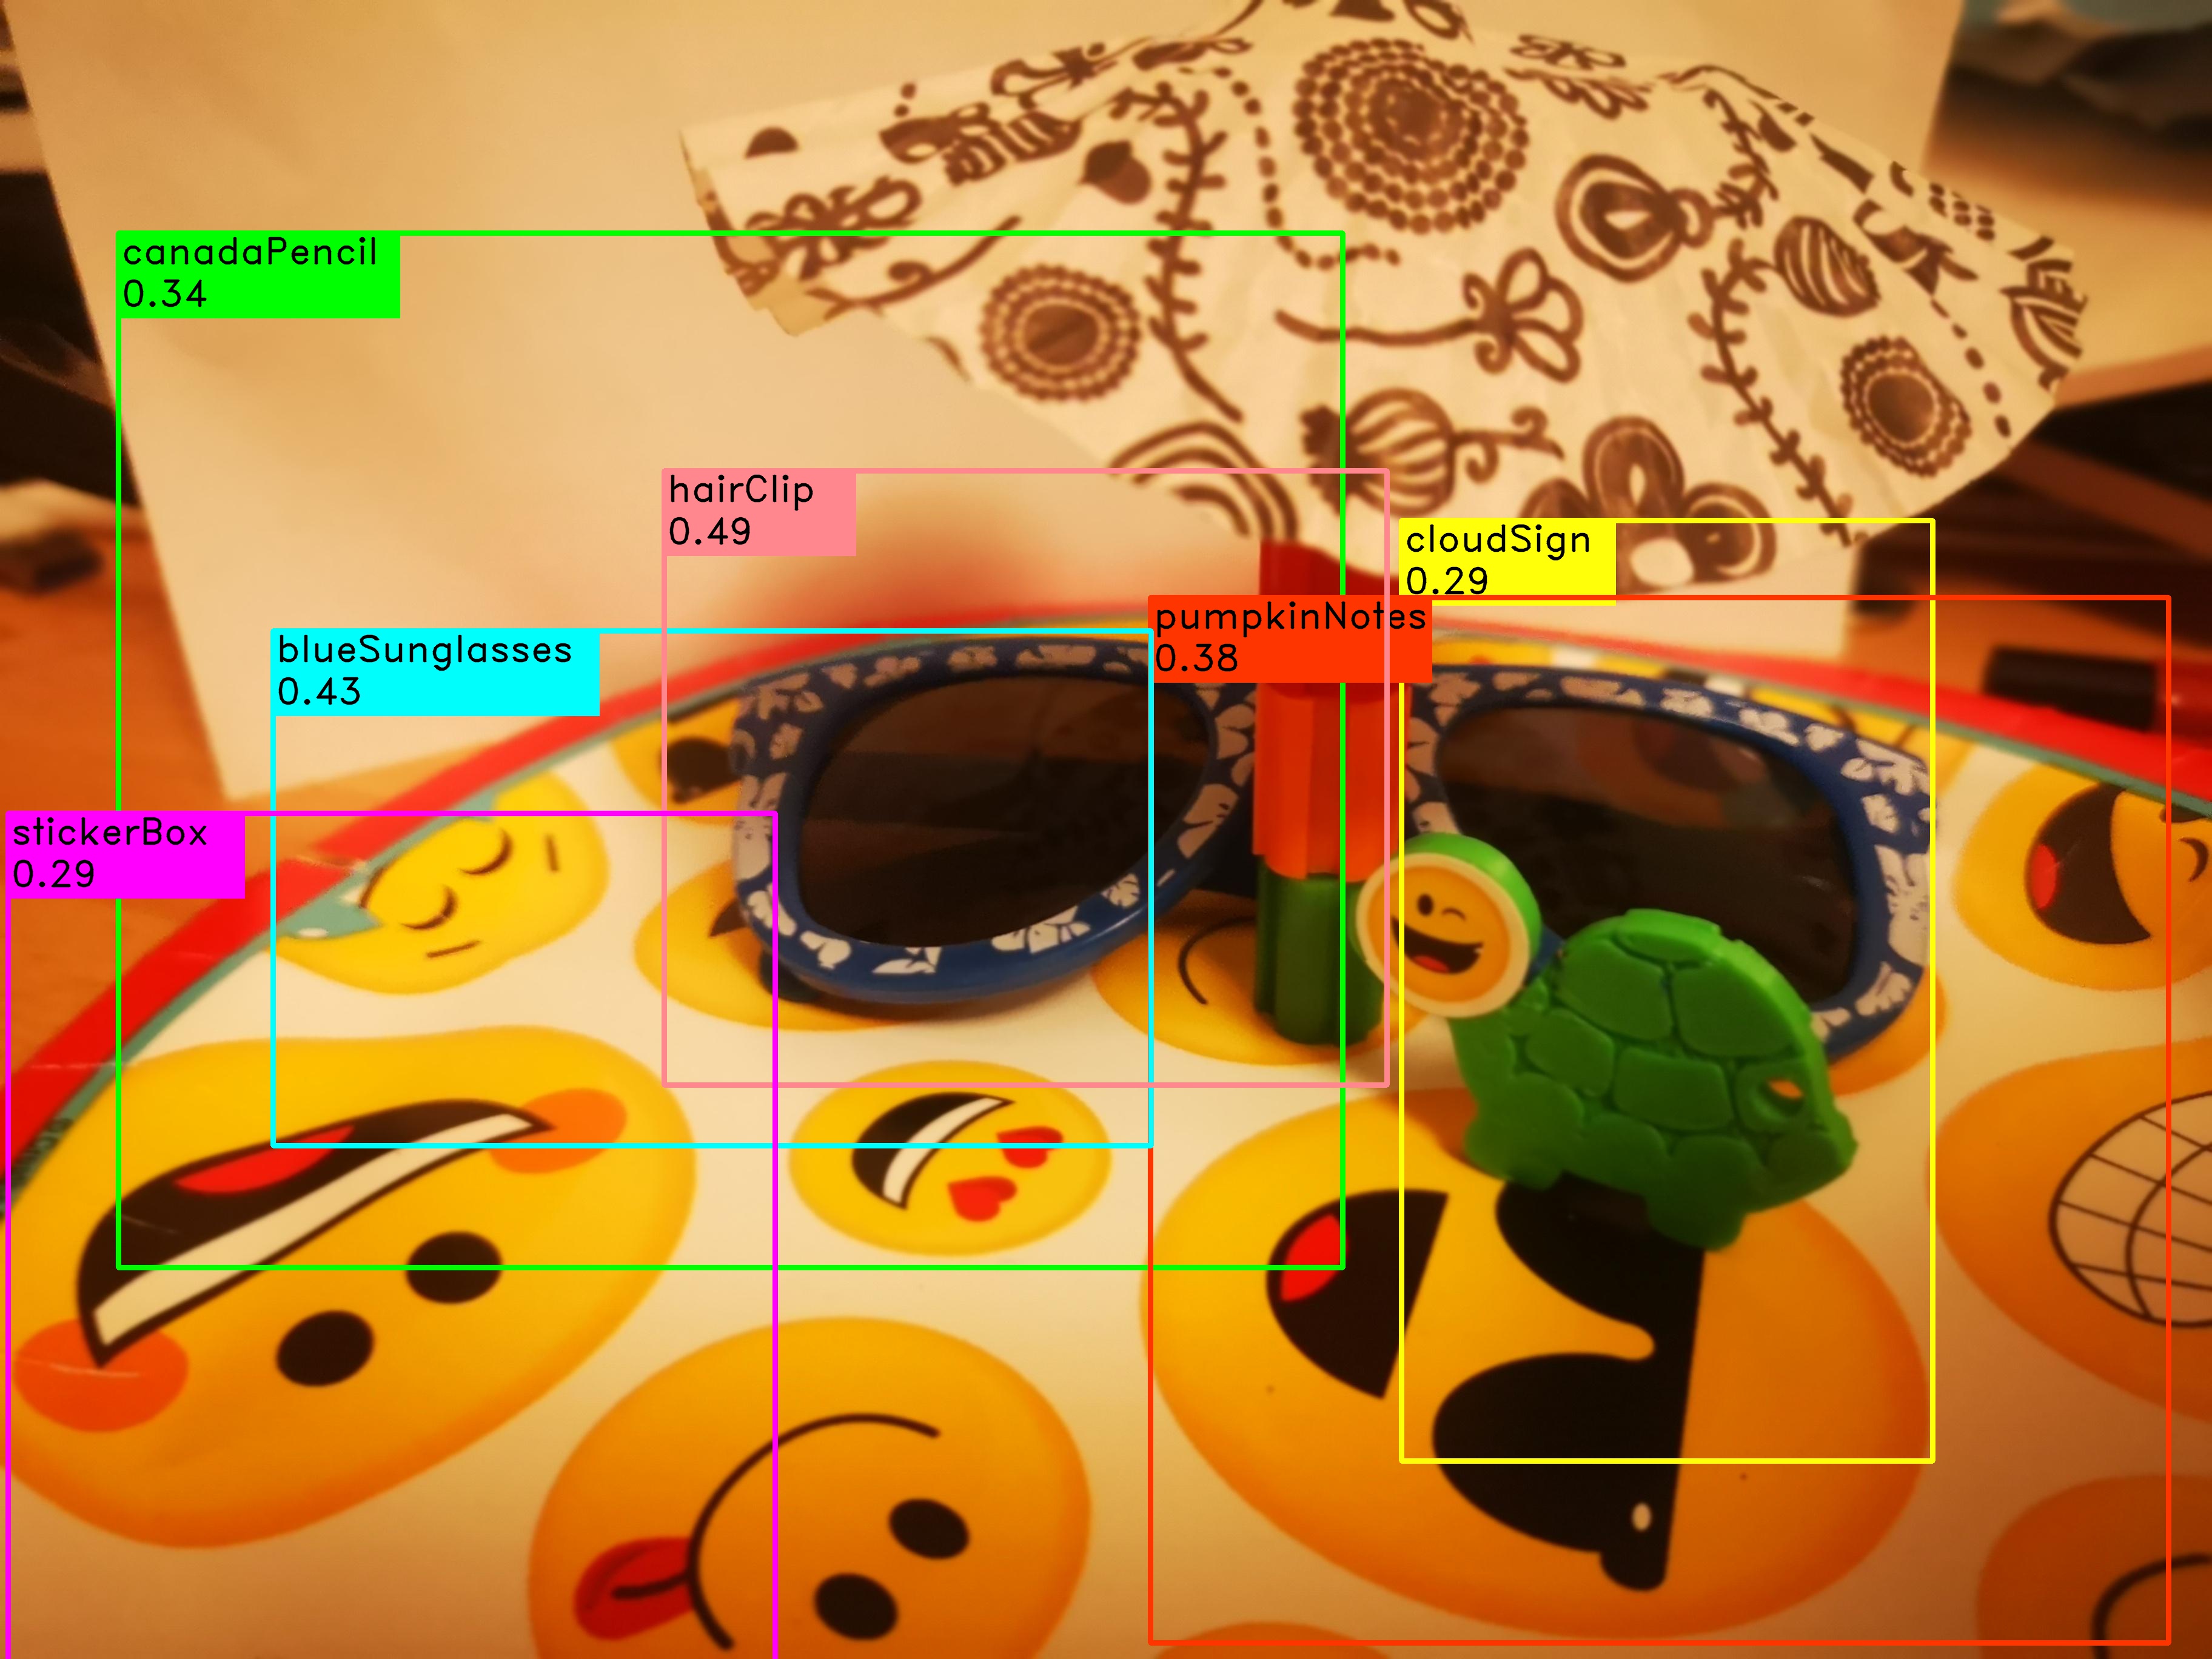 canadaPencil
0.34
hairClip
0.49
cloudSign
0.29
pumpkinNotes
0.38
blueSunglasses
0.43
stickerBox
0.29